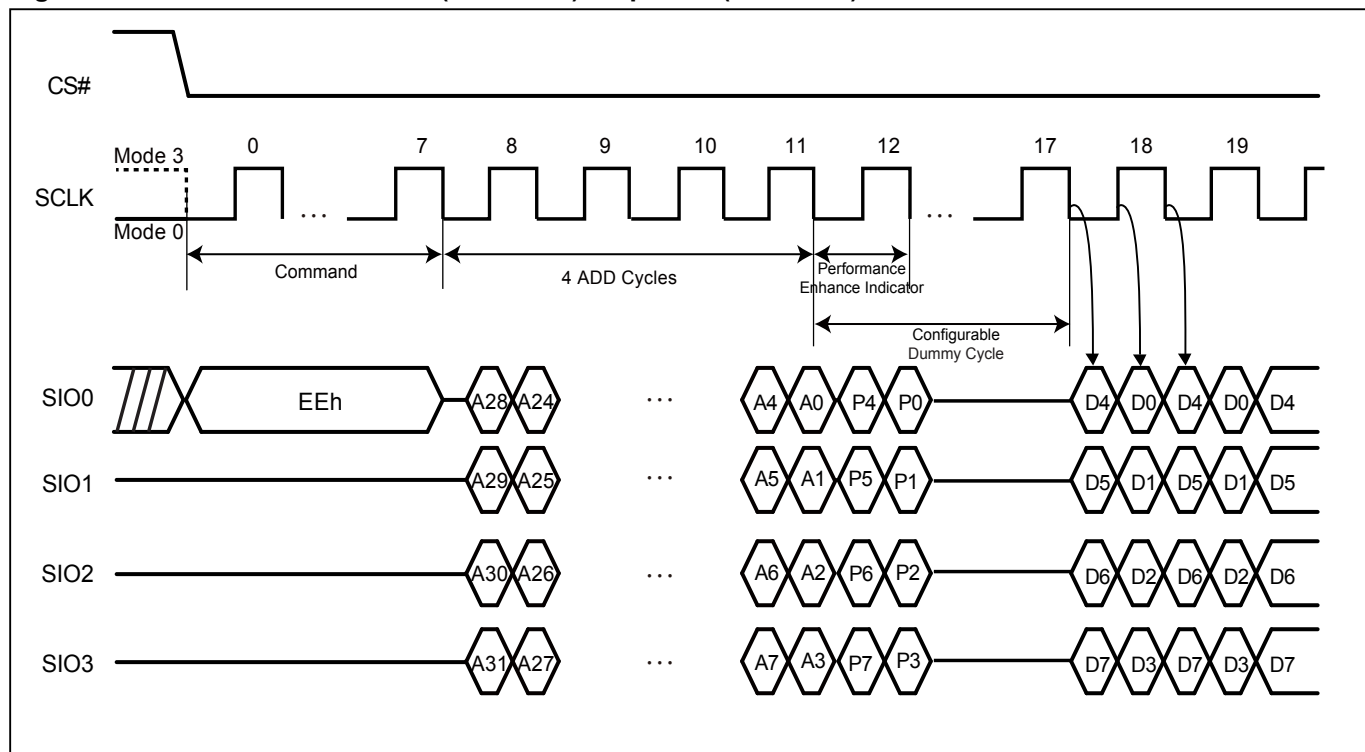 CS#
0 7 8 9 10 11 12 17 18 19
Mode 3
SCLK
...
...
Mode 0
Command
4 ADD Cycles
Performance
Enhance Indicator
Configurable
Dummy Cycle
SIO0 EEh A28 A24 ... A4 A0 P4 P0 D4 D0 D4 D0 D4
SIO1 A29 A25 ... A5 A1 P5 P1 D5 D1 D5 D1 D5
SIO2 A30 A26 ... A6 A2 P6 P2 D6 D2 D6 D2 D6
SIO3 A31 A27 ... A7 A3 P7 P3 D7 D3 D7 D3 D7